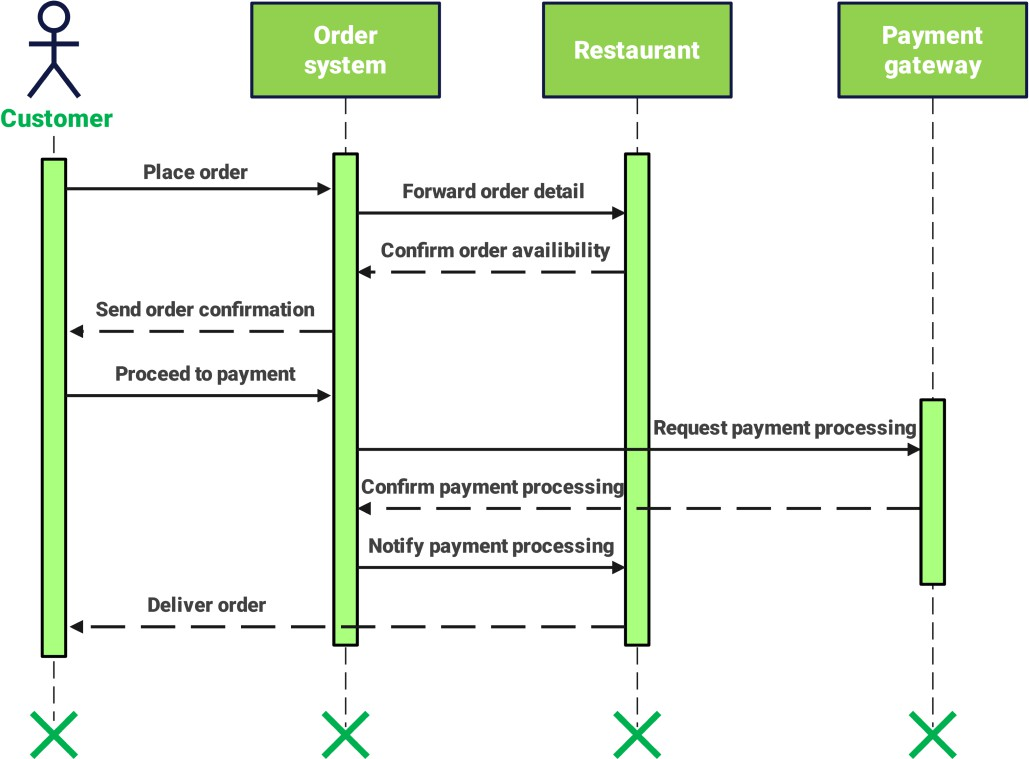 Order
system
Restaurant
Payment
gateway
Customer
Place order
Forward order detail
Confirm order availibility
Send order confirmation
Proceed to payment
Request payment processing
Confirm payment processing
Notify payment processing
Deliver order